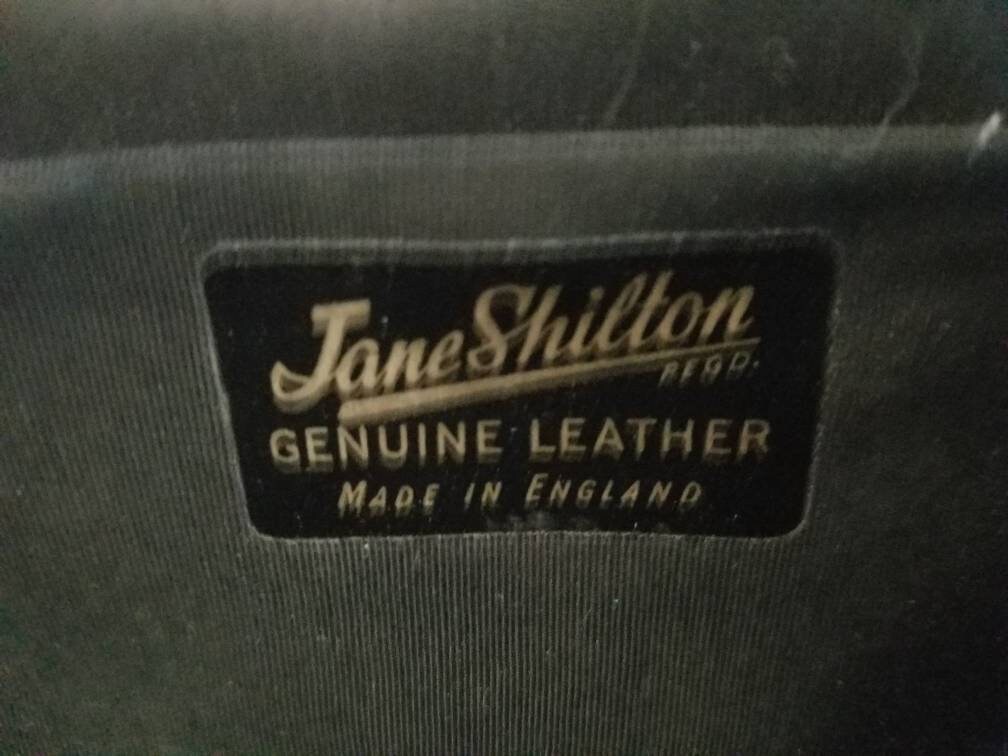 Jane Shilton
REGD.
GENUINE LEATHER
MADE IN ENGLAND